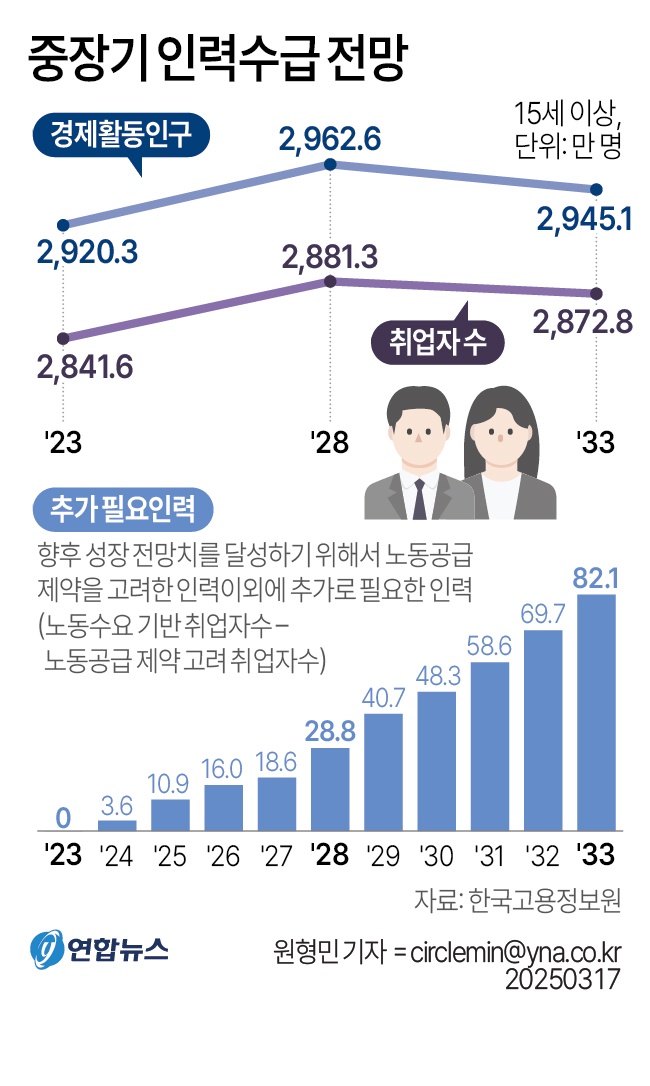 중장기 인력수급 전망
15세 이상,
단위: 만 명
경제활동인구
2,920.3
2,962.6
2,945.1
취업자 수
2,841.6
2,881.3
2,872.8
'23
'28
'33
추가 필요인력
향후 성장 전망치를 달성하기 위해서 노동공급
제약을 고려한 인력이외에 추가로 필요한 인력
(노동수요 기반 취업자수 –
노동공급 제약 고려 취업자수)
0
3.6
10.9
16.0
18.6
28.8
40.7
48.3
58.6
69.7
82.1
'23
'24
'25
'26
'27
'28
'29
'30
'31
'32
'33
자료: 한국고용정보원
연합뉴스
원형민 기자 = circlemin@yna.co.kr
20250317